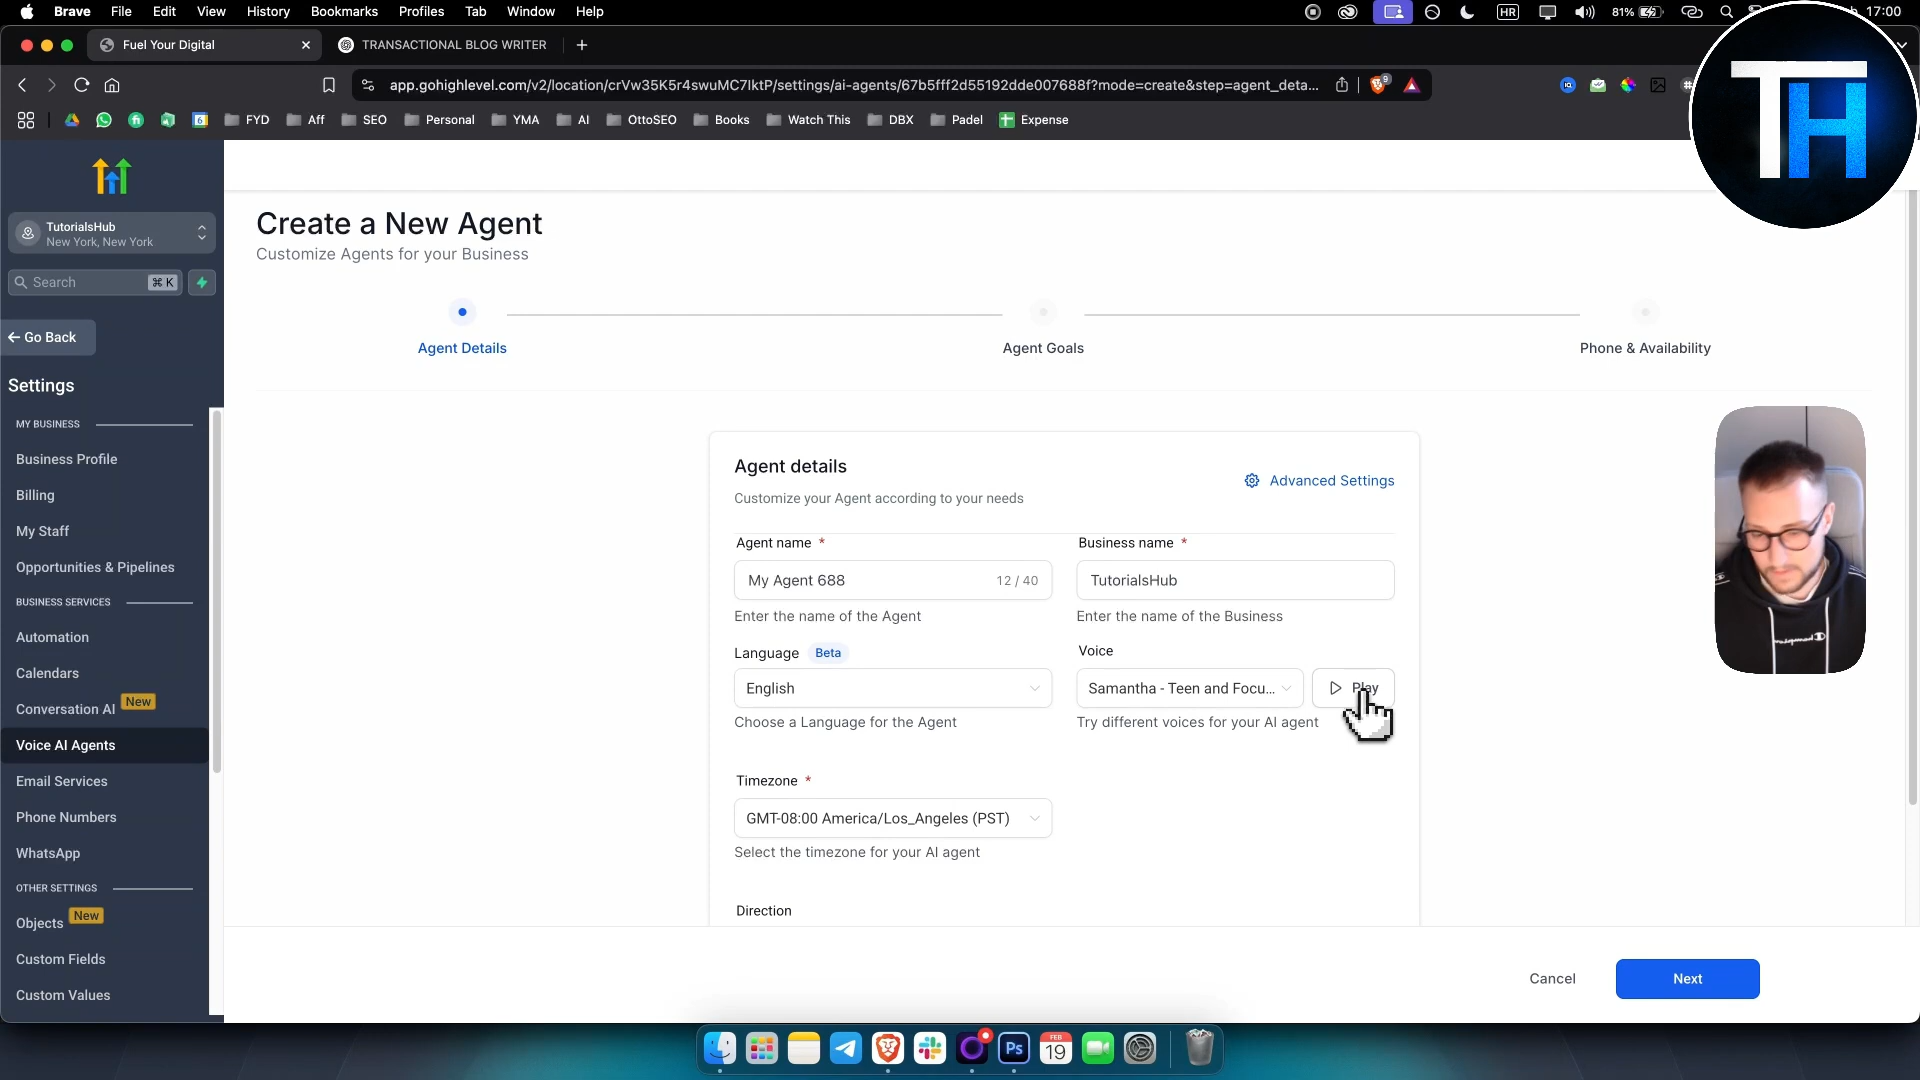 Brave File Edit View History Bookmarks Profiles Tab Window Help HR 81% 17:00
Fuel Your Digital TRANSACTIONAL BLOG WRITER
app.gohighlevel.com/v2/location/crVw35K5r4swuMC7lktP/settings/ai-agents/67b5fff2d55192dde007688f?mode=create&step=agent_deta... 9
6 FYD Aff SEO Personal YMA AI OttoSEO Books Watch This DBX Padel Expense
TH
TutorialsHub
New York, New York
Search ⌘ K
Go Back
Settings
MY BUSINESS
Business Profile
Billing
My Staff
Opportunities & Pipelines
BUSINESS SERVICES
Automation
Calendars
Conversation AI New
Voice AI Agents
Email Services
Phone Numbers
WhatsApp
OTHER SETTINGS
Objects New
Custom Fields
Custom Values
Create a New Agent
Customize Agents for your Business
Agent Details Agent Goals Phone & Availability
Agent details
Customize your Agent according to your needs
Advanced Settings
Agent name * Business name *
My Agent 688 12 / 40 TutorialsHub
Enter the name of the Agent Enter the name of the Business
Language Beta Voice
English Samantha - Teen and Focu... Play
Choose a Language for the Agent Try different voices for your AI agent
Timezone *
GMT-08:00 America/Los_Angeles (PST)
Select the timezone for your AI agent
Direction
Cancel Next
Ps FEB 19